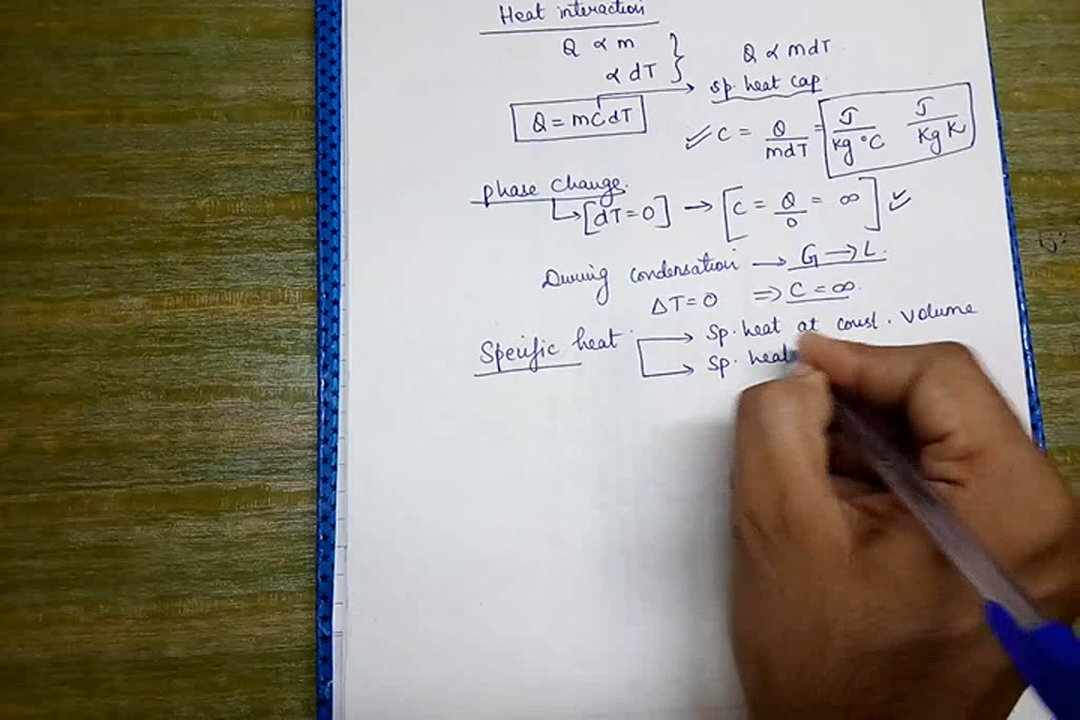 Heat interaction
Q ∝ m
∝ dT } Q ∝ mdT
sp. heat cap.
Q = mCdT
C = Q/mdT = J/kg°C J/kg K
phase change.
[dT=0] → [C = Q/0 = ∞]
During condensation → G → L.
ΔT=0 ⇒ C = ∞.
Specific heat → Sp. heat at const. volume
→ Sp. heat